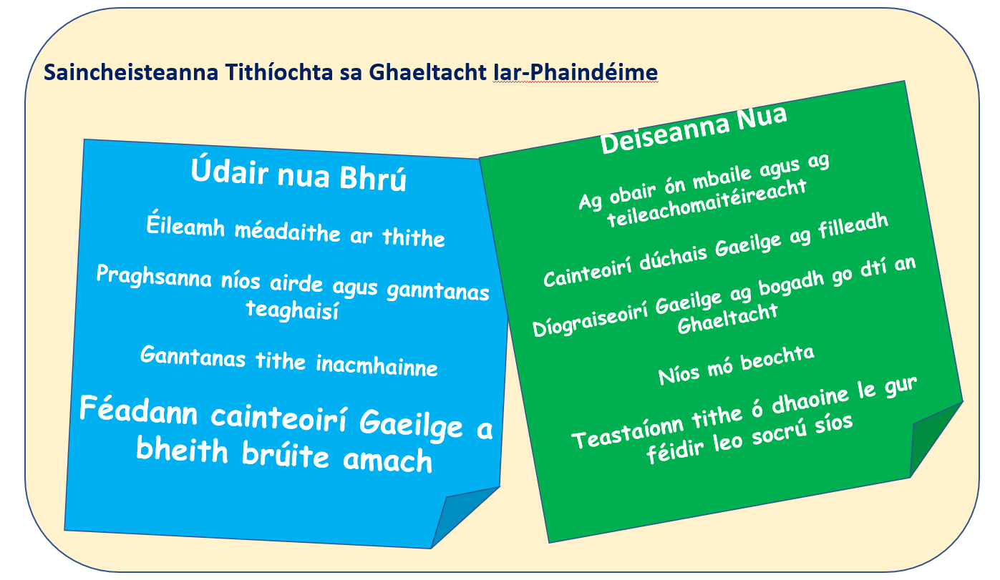 Saincheisteanna Tithíochta sa Ghaeltacht Iar-Phaindéime
Údair nua Bhrú
Éileamh méadaithe ar thithe
Praghsanna níos airde agus ganntanas
teaghaisí
Ganntanas tithe inacmhainne
Féadann cainteoirí Gaeilge a
bheith brúite amach
Deiseanna Nua
Ag obair ón mbaile agus ag
teileachomaitéireacht
Cainteoirí dúchais Gaeilge ag filleadh
Díograiseoirí Gaeilge ag bogadh go dtí an
Ghaeltacht
Níos mó beochta
Teastaíonn tithe ó dhaoine le gur
féidir leo socrú síos